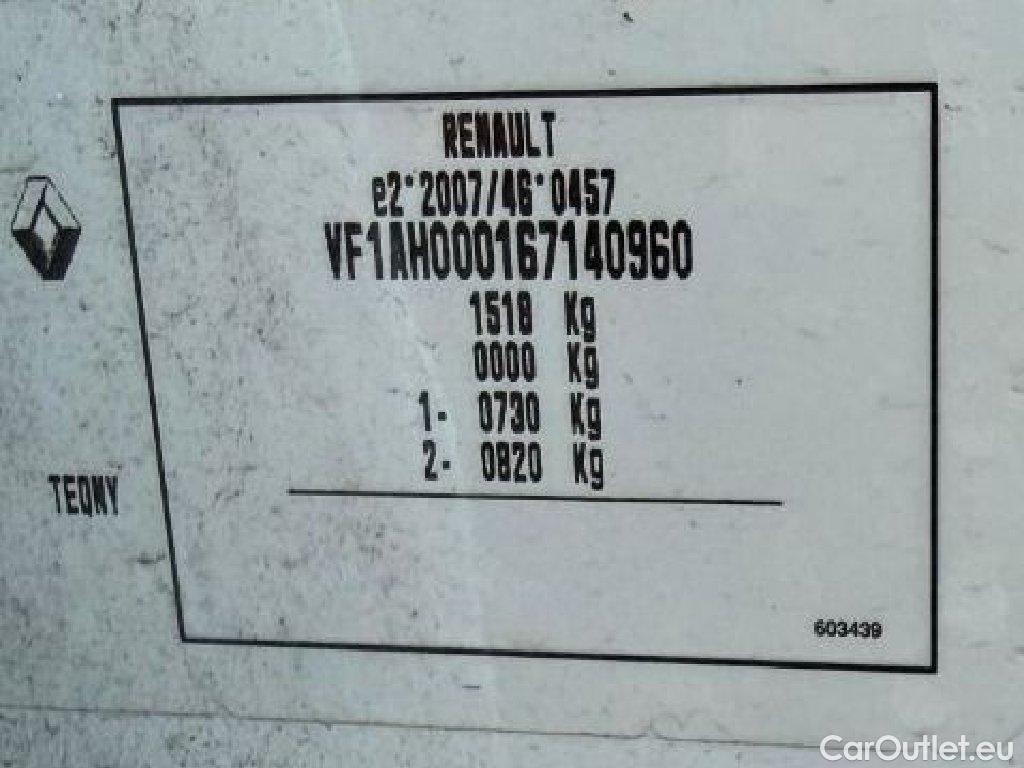 RENAULT
e2*2007/46*0457
VF1AH000167140960
1518 Kg
0000 Kg
1- 0730 Kg
2- 0820 Kg
TEQNY
603439
CarOutlet.eu